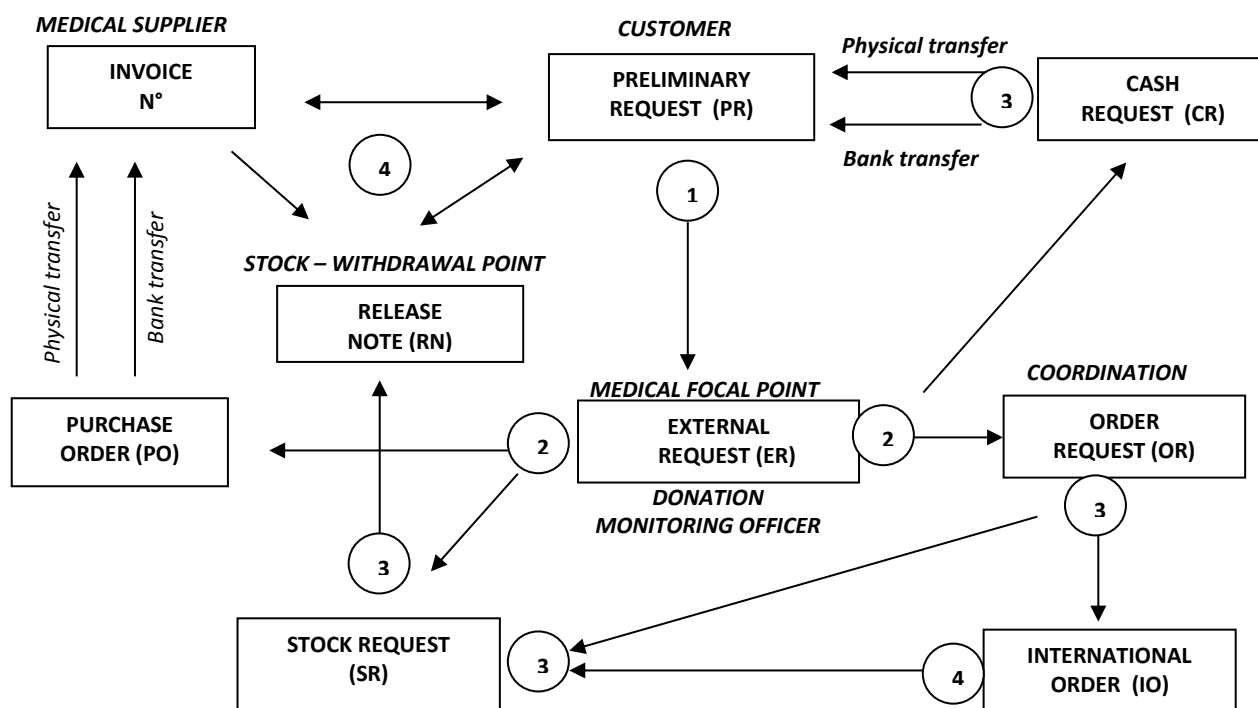 MEDICAL SUPPLIER
INVOICE
N°
CUSTOMER
PRELIMINARY
REQUEST (PR)
Physical transfer
Bank transfer
3
CASH
REQUEST (CR)
4
1
Physical transfer
Bank transfer
STOCK – WITHDRAWAL POINT
RELEASE
NOTE (RN)
PURCHASE
ORDER (PO)
2
MEDICAL FOCAL POINT
EXTERNAL
REQUEST (ER)
DONATION
MONITORING OFFICER
2
COORDINATION
ORDER
REQUEST (OR)
3
3
STOCK REQUEST
(SR)
3
4
INTERNATIONAL
ORDER (IO)